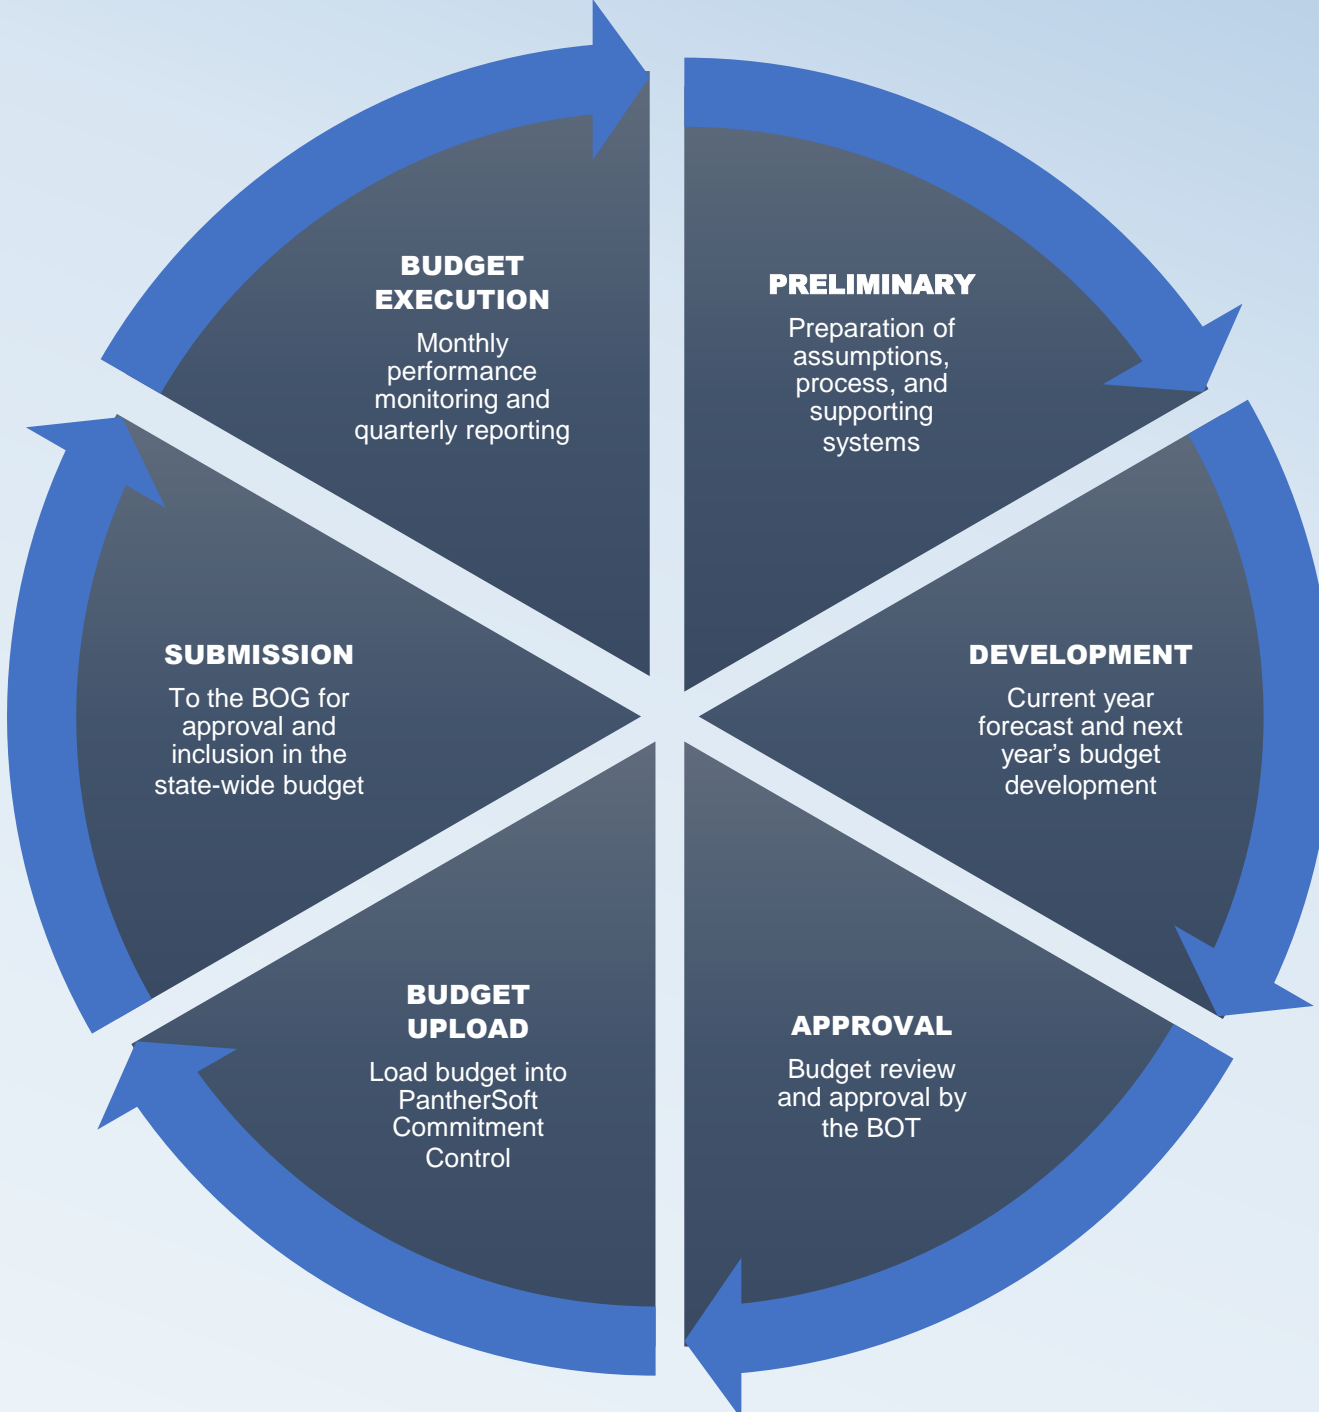 PRELIMINARY
Preparation of
assumptions,
process, and
supporting
systems
DEVELOPMENT
Current year
forecast and next
year’s budget
development
APPROVAL
Budget review
and approval by
the BOT
BUDGET
UPLOAD
Load budget into
PantherSoft
Commitment
Control
SUBMISSION
To the BOG for
approval and
inclusion in the
state-wide budget
BUDGET
EXECUTION
Monthly
performance
monitoring and
quarterly reporting